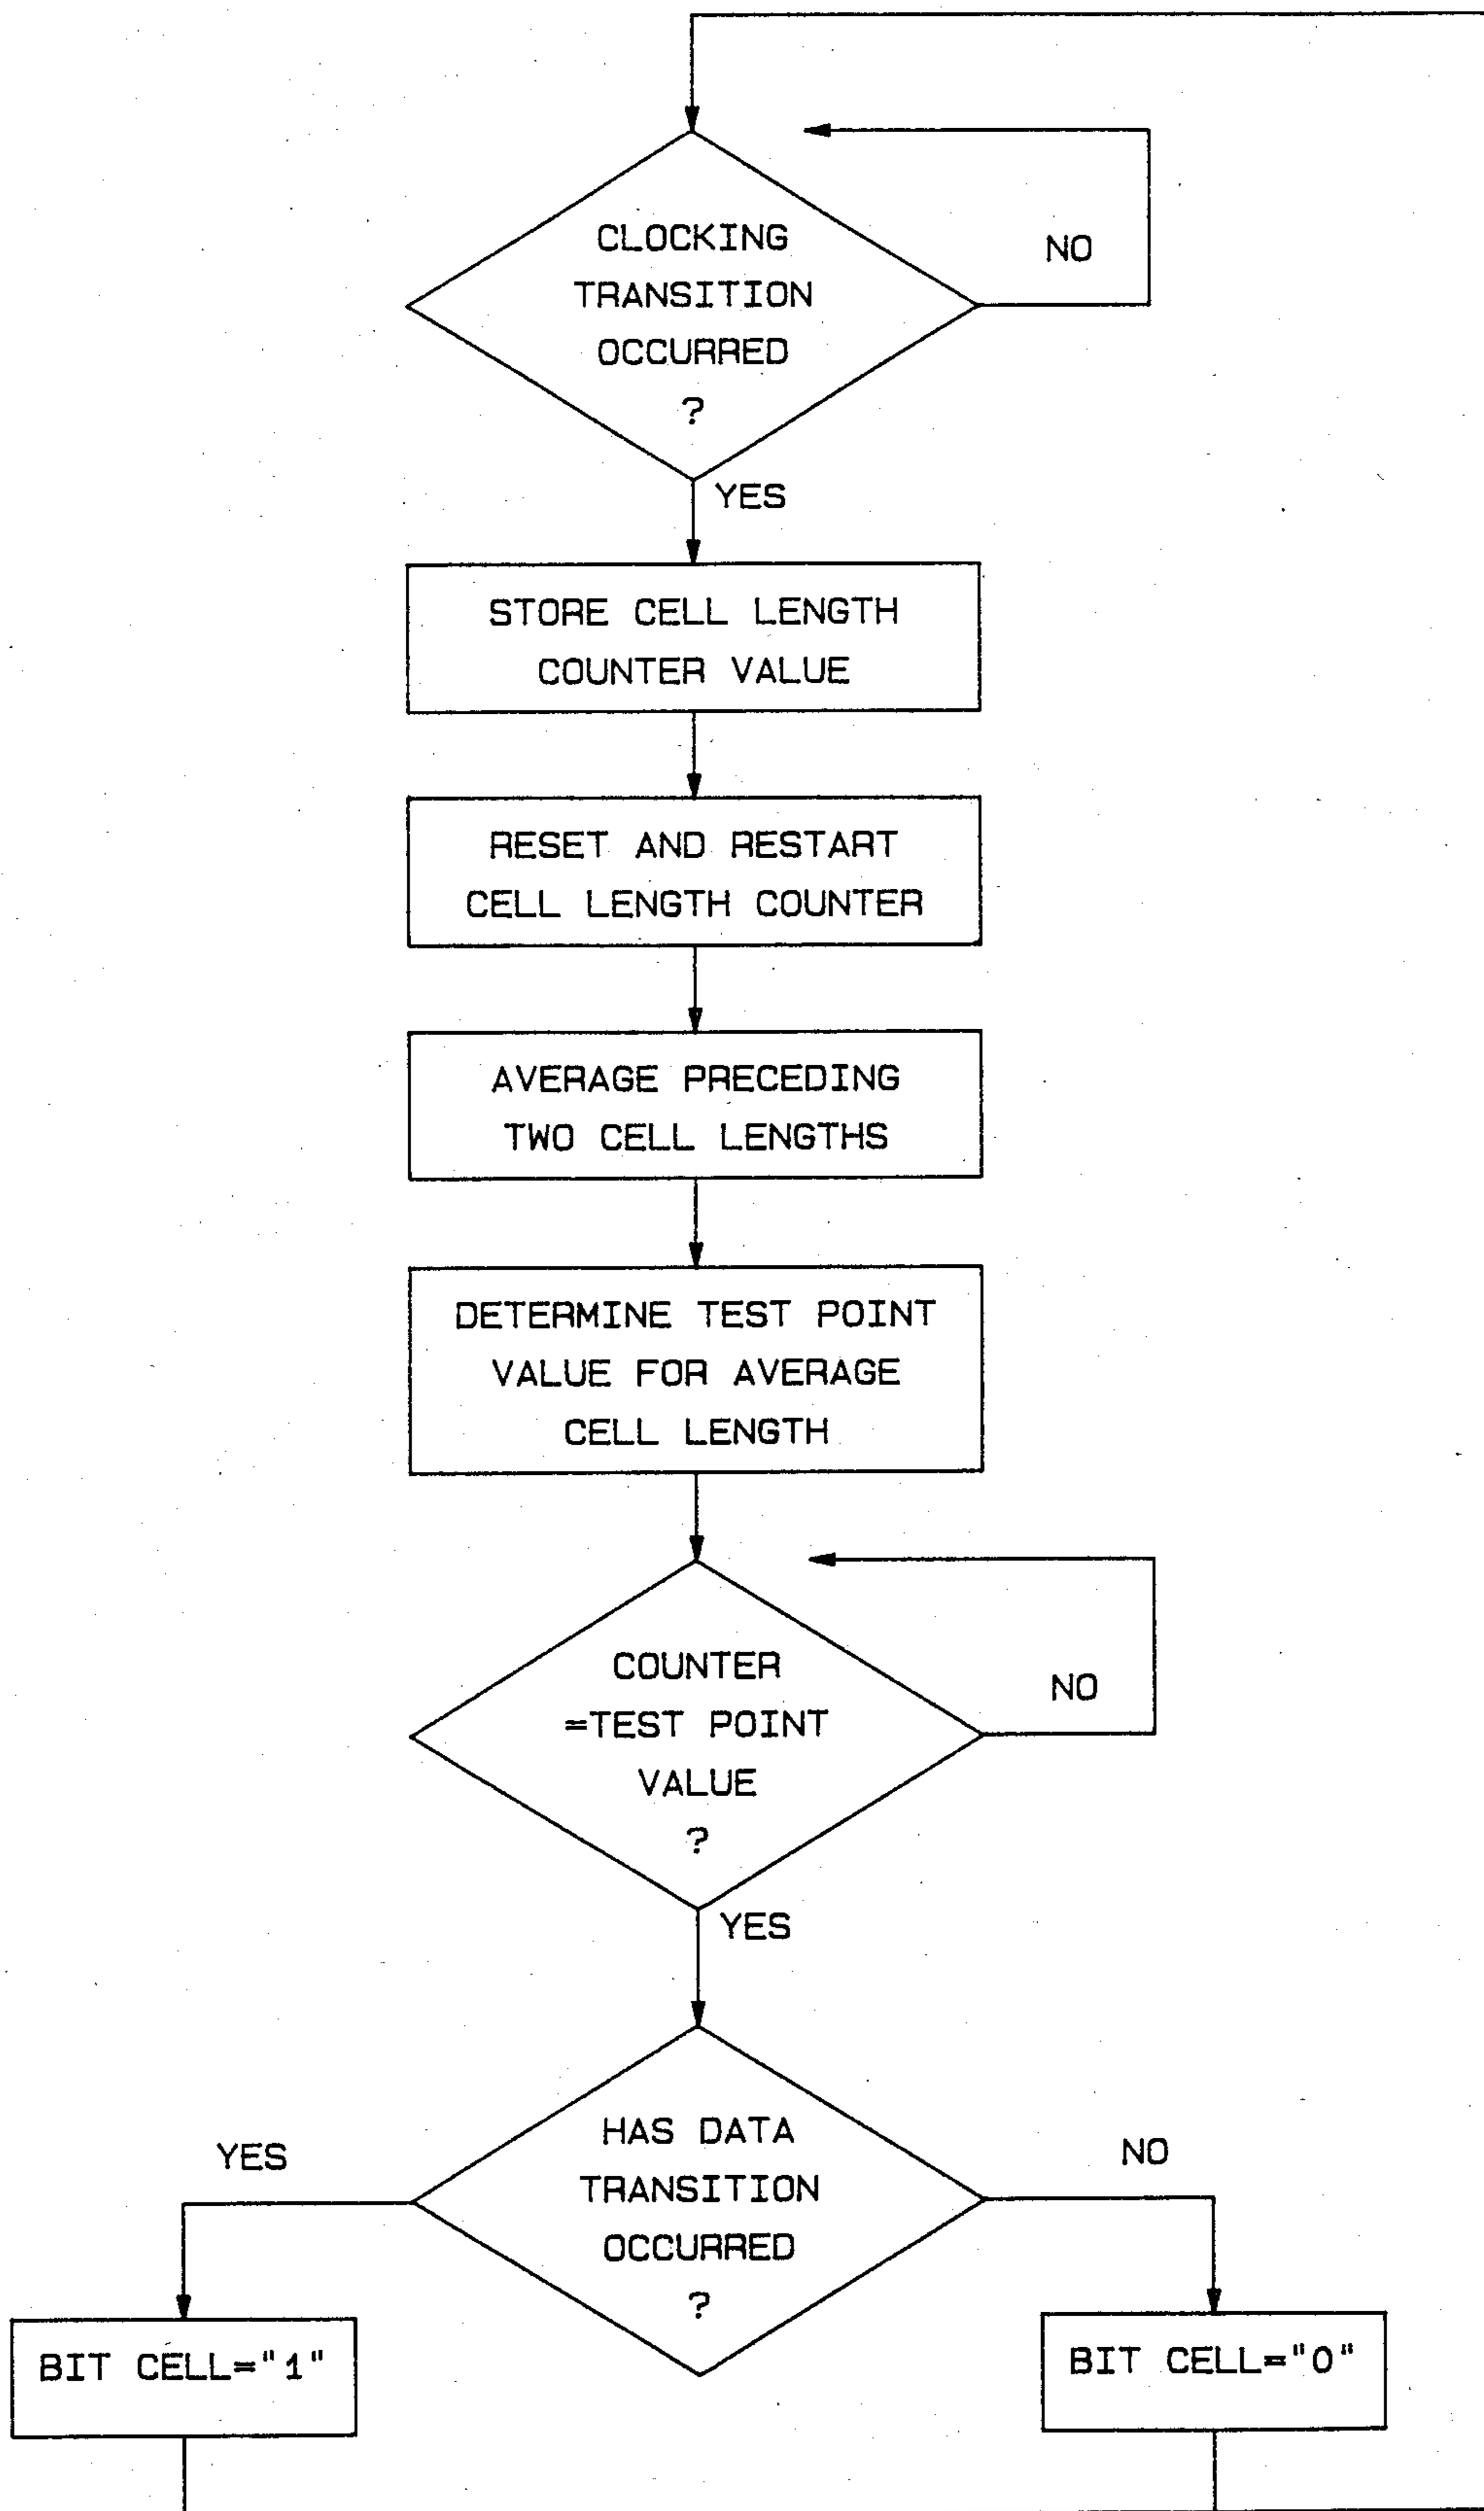 CLOCKING
TRANSITION
OCCURRED
?
NO
YES
STORE CELL LENGTH
COUNTER VALUE
RESET AND RESTART
CELL LENGTH COUNTER
AVERAGE PRECEDING
TWO CELL LENGTHS
DETERMINE TEST POINT
VALUE FOR AVERAGE
CELL LENGTH
COUNTER
=TEST POINT
VALUE
?
NO
YES
HAS DATA
TRANSITION
OCCURRED
?
YES
NO
BIT CELL="1"
BIT CELL="0"